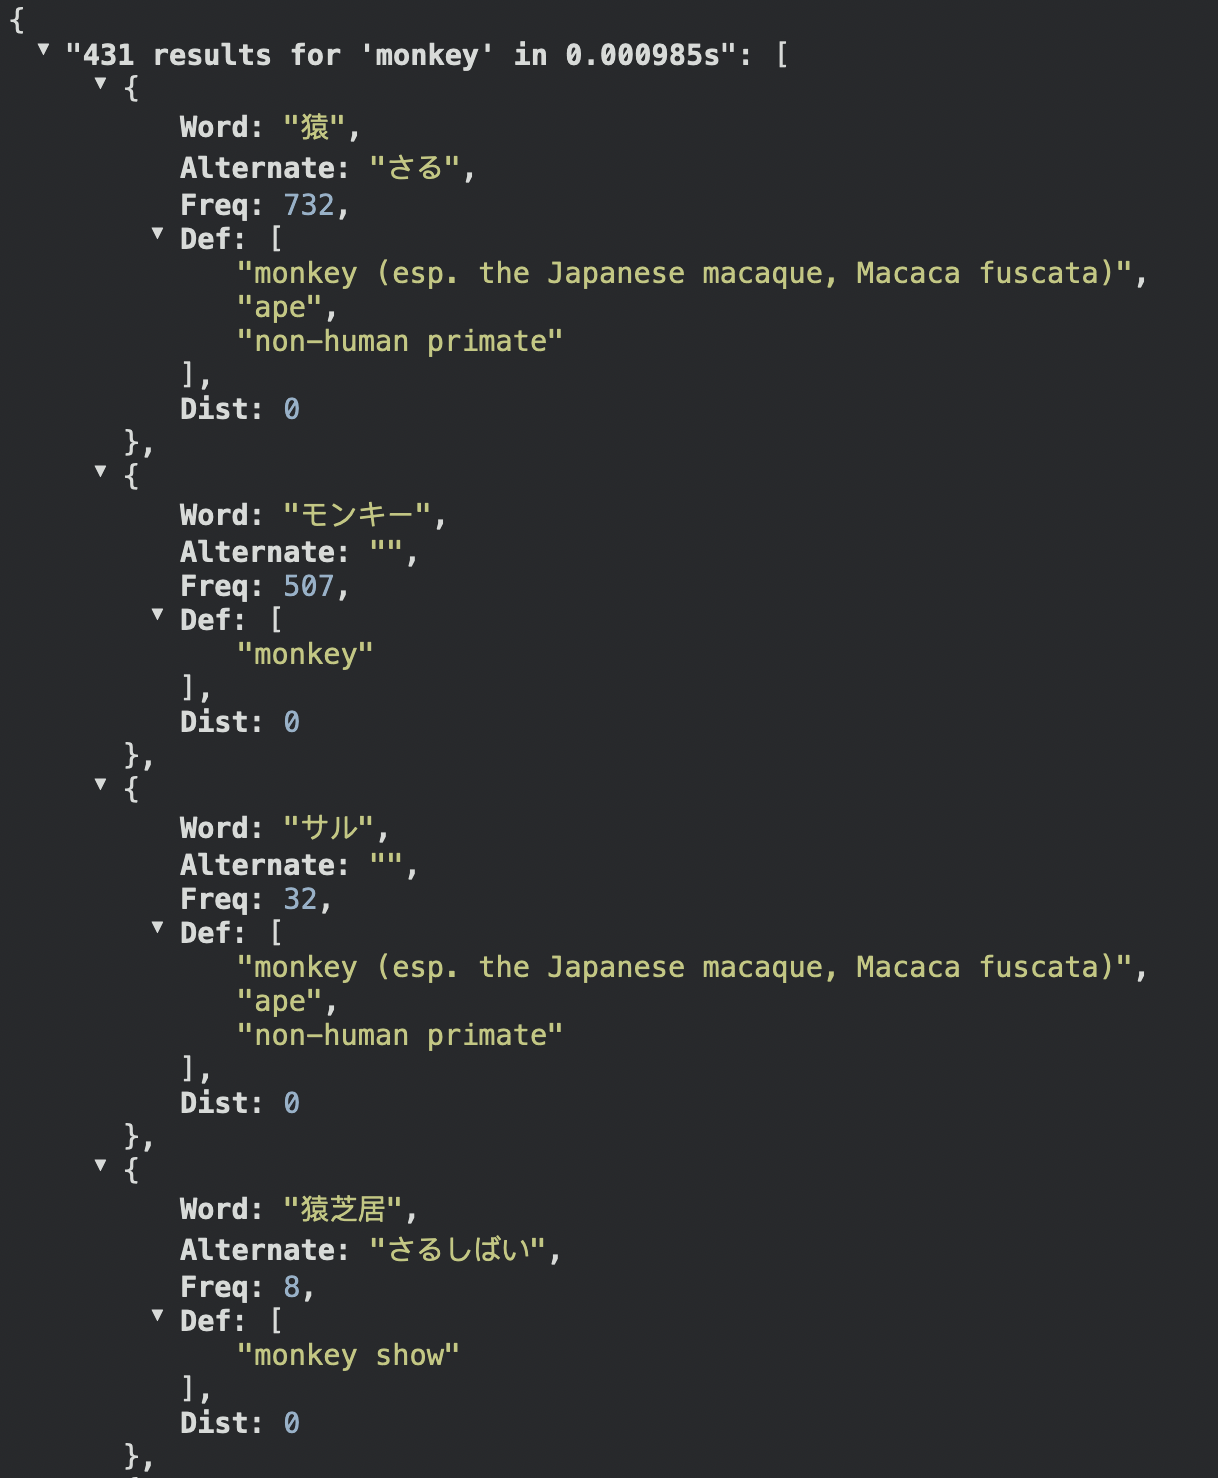 {
"431 results for 'monkey' in 0.000985s": [
{
Word: "猿",
Alternate: "さる",
Freq: 732,
Def: [
"monkey (esp. the Japanese macaque, Macaca fuscata)",
"ape",
"non-human primate"
],
Dist: 0
},
{
Word: "モンキー",
Alternate: "",
Freq: 507,
Def: [
"monkey"
],
Dist: 0
},
{
Word: "サル",
Alternate: "",
Freq: 32,
Def: [
"monkey (esp. the Japanese macaque, Macaca fuscata)",
"ape",
"non-human primate"
],
Dist: 0
},
{
Word: "猿芝居",
Alternate: "さるしばい",
Freq: 8,
Def: [
"monkey show"
],
Dist: 0
},